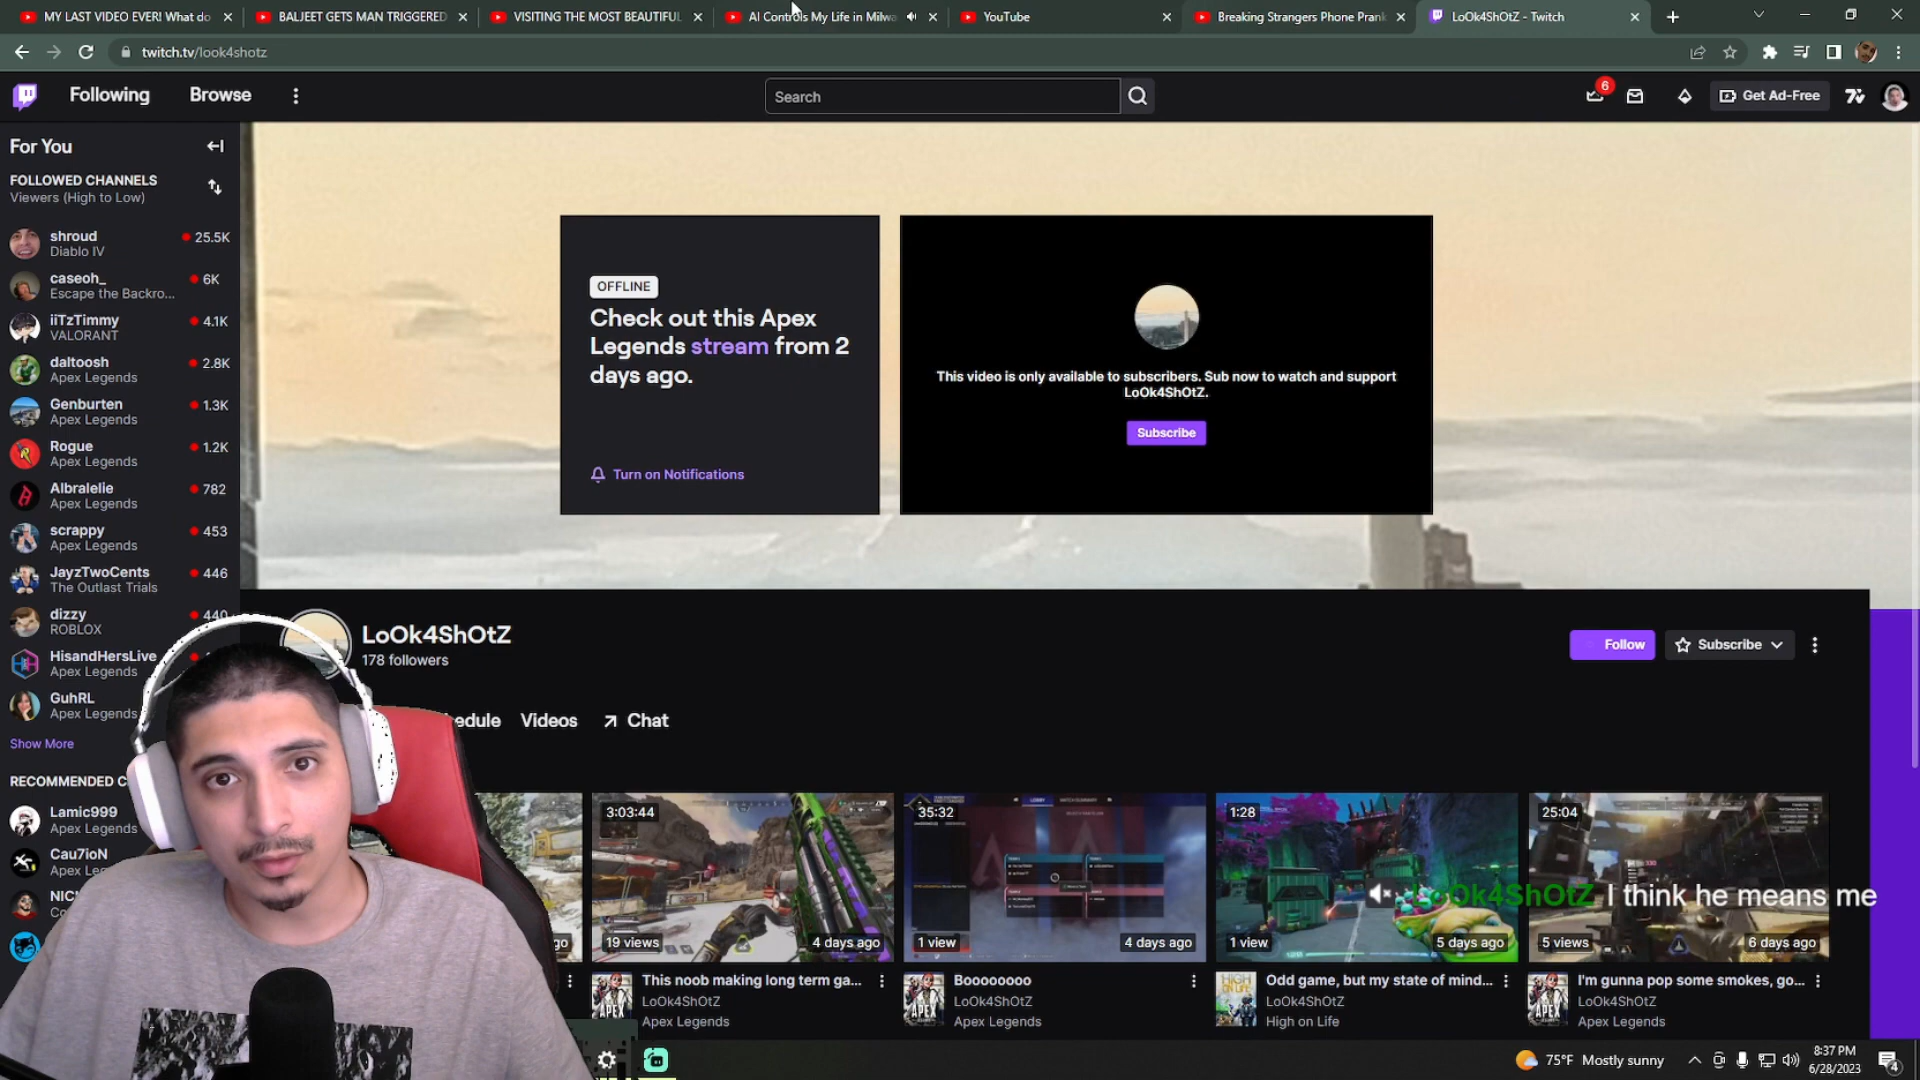 MY LAST VIDEO EVER! What do
BALJEET GETS MAN TRIGGERED
VISITING THE MOST BEAUTIFUL
AI Controls My Life in Milwa
YouTube
Breaking Strangers Phone Prank
LoOk4ShOtZ - Twitch
twitch.tv/look4shotz
Following
Browse
Search
6
Get Ad-Free
For You
FOLLOWED CHANNELS
Viewers (High to Low)
shroud
25.5K
Diablo IV
caseoh_
6K
Escape the Backro...
iiTzTimmy
4.1K
VALORANT
daltoosh
2.8K
Apex Legends
Genburten
1.3K
Apex Legends
Rogue
1.2K
Apex Legends
Albralelie
782
Apex Legends
scrappy
453
Apex Legends
JayzTwoCents
446
The Outlast Trials
dizzy
440
ROBLOX
HisandHersLive
Apex Legends
GuhRL
Apex Legends
Show More
RECOMMENDED C
Lamic999
Apex Legends
Cau7ioN
Apex Le
NIC
OFFLINE
Check out this Apex
Legends stream from 2
days ago.
Turn on Notifications
This video is only available to subscribers. Sub now to watch and support
LoOk4ShOtZ.
Subscribe
LoOk4ShOtZ
178 followers
Follow
Subscribe
edule
Videos
Chat
go
3:03:44
19 views
4 days ago
This noob making long term ga...
LoOk4ShOtZ
Apex Legends
35:32
1 view
4 days ago
Boooooooo
LoOk4ShOtZ
Apex Legends
1:28
1 view
5 days ago
Odd game, but my state of mind...
LoOk4ShOtZ
High on Life
25:04
5 views
6 days ago
I'm gunna pop some smokes, go...
LoOk4ShOtZ
Apex Legends
LoOk4ShOtZ I think he means me
75°F Mostly sunny
8:37 PM
6/28/2023
4